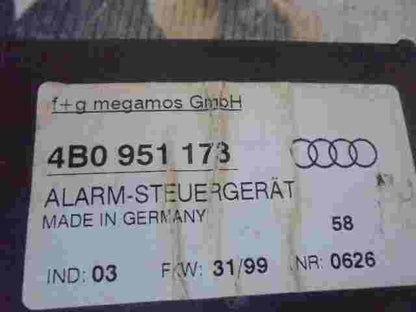 f+g megamos GmbH
4B0 951 173
ALARM-STEUERGERÄT
MADE IN GERMANY
58
IND: 03 FKW: 31/99 NR: 0626